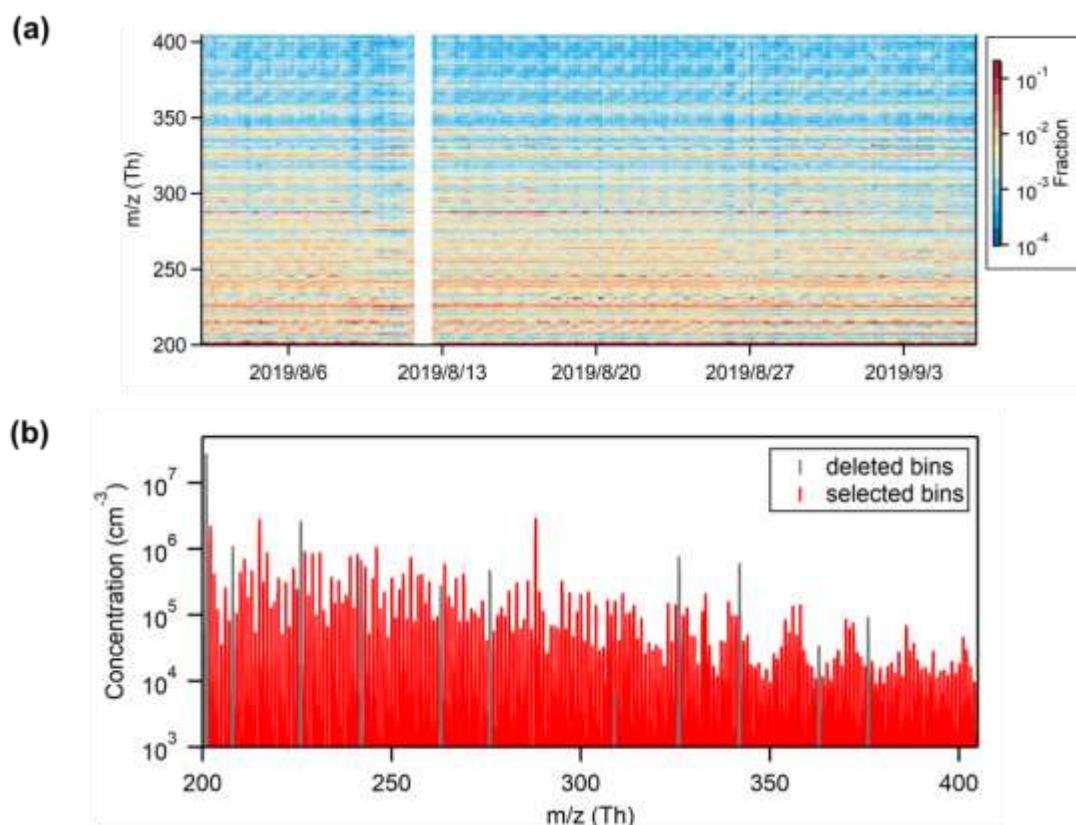 (a)
400
350
300
250
200
m/z (Th)
2019/8/6 2019/8/13 2019/8/20 2019/8/27 2019/9/3
10⁻¹
10⁻²
10⁻³
10⁻⁴
Fraction
(b)
deleted bins
selected bins
10⁷
10⁶
10⁵
10⁴
10³
Concentration (cm⁻³)
200 250 300 350 400
m/z (Th)